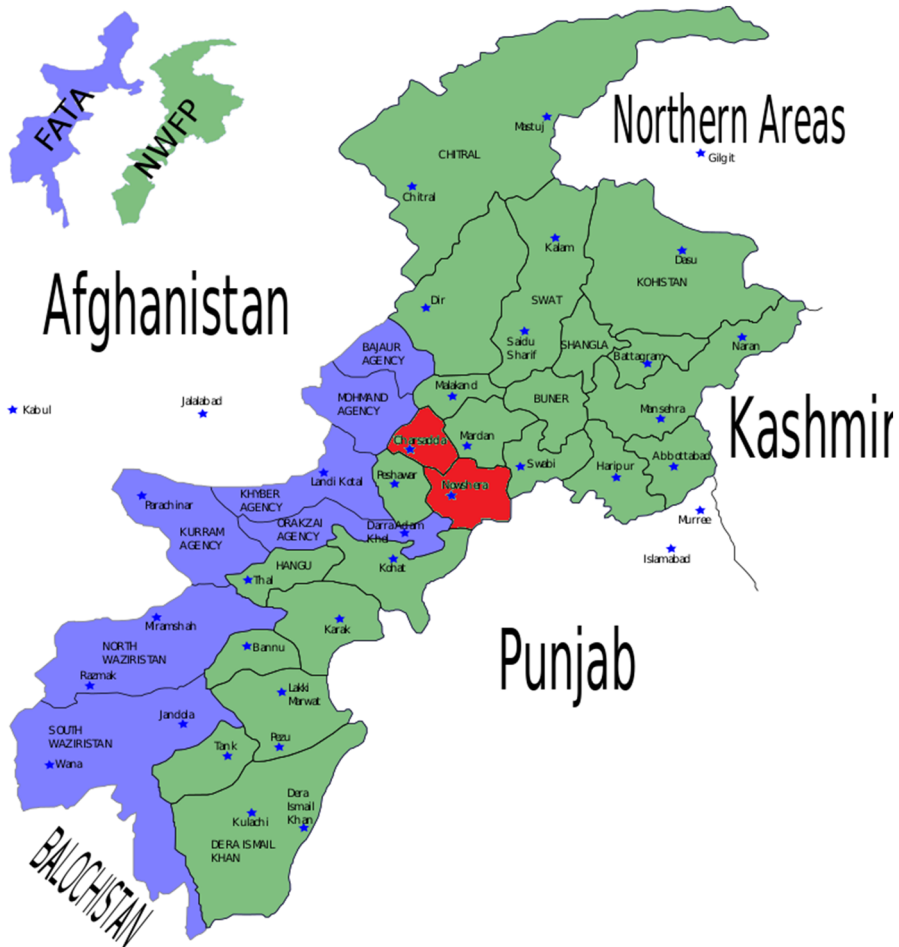 FATA
NWFP
Northern Areas
Gilgit
Mastuj
CHITRAL
Chitral
Kalam
Dasu
KOHISTAN
Afghanistan
Dir
SWAT
Saidu
Sharif
SHANGLA
Battagram
Naran
BAJAUR
AGENCY
Malakand
BUNER
MOHMAND
AGENCY
Kabul
Jalalabad
Mansehra
Kashmir
Charsadda
Mardan
Swabi
Haripur
Abbottabad
Landi Kotal
Peshawar
Nowshera
Parachinar
KHYBER
AGENCY
Murree
KURRAM
AGENCY
ORAKZAI
AGENCY
Darra Adam
Khel
Islamabad
HANGU
Kohat
Thal
Miramshah
Karak
Punjab
NORTH
WAZIRISTAN
Bannu
Razmak
Lakki
Marwat
Jandola
SOUTH
WAZIRISTAN
Pezu
Tank
Wana
Dera
Ismail
Khan
Kulachi
DERA ISMAIL
KHAN
BALOCHISTAN